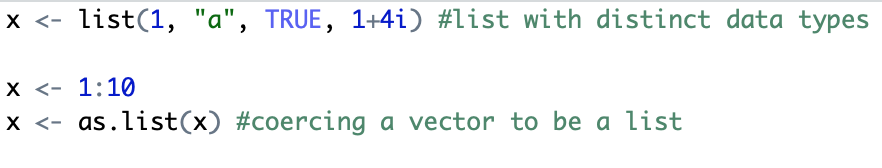 x <- list(1, "a", TRUE, 1+4i) #list with distinct data types
x <- 1:10
x <- as.list(x) #coercing a vector to be a list